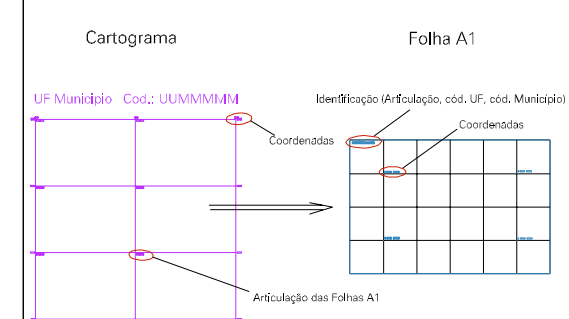 Cartograma
Folha A1
UF Municipio Cod.: UUMMMMM
Identificação (Articulação, cód. UF, cód. Município)
Coordenadas
Coordenadas
Articulação das Folhas A1